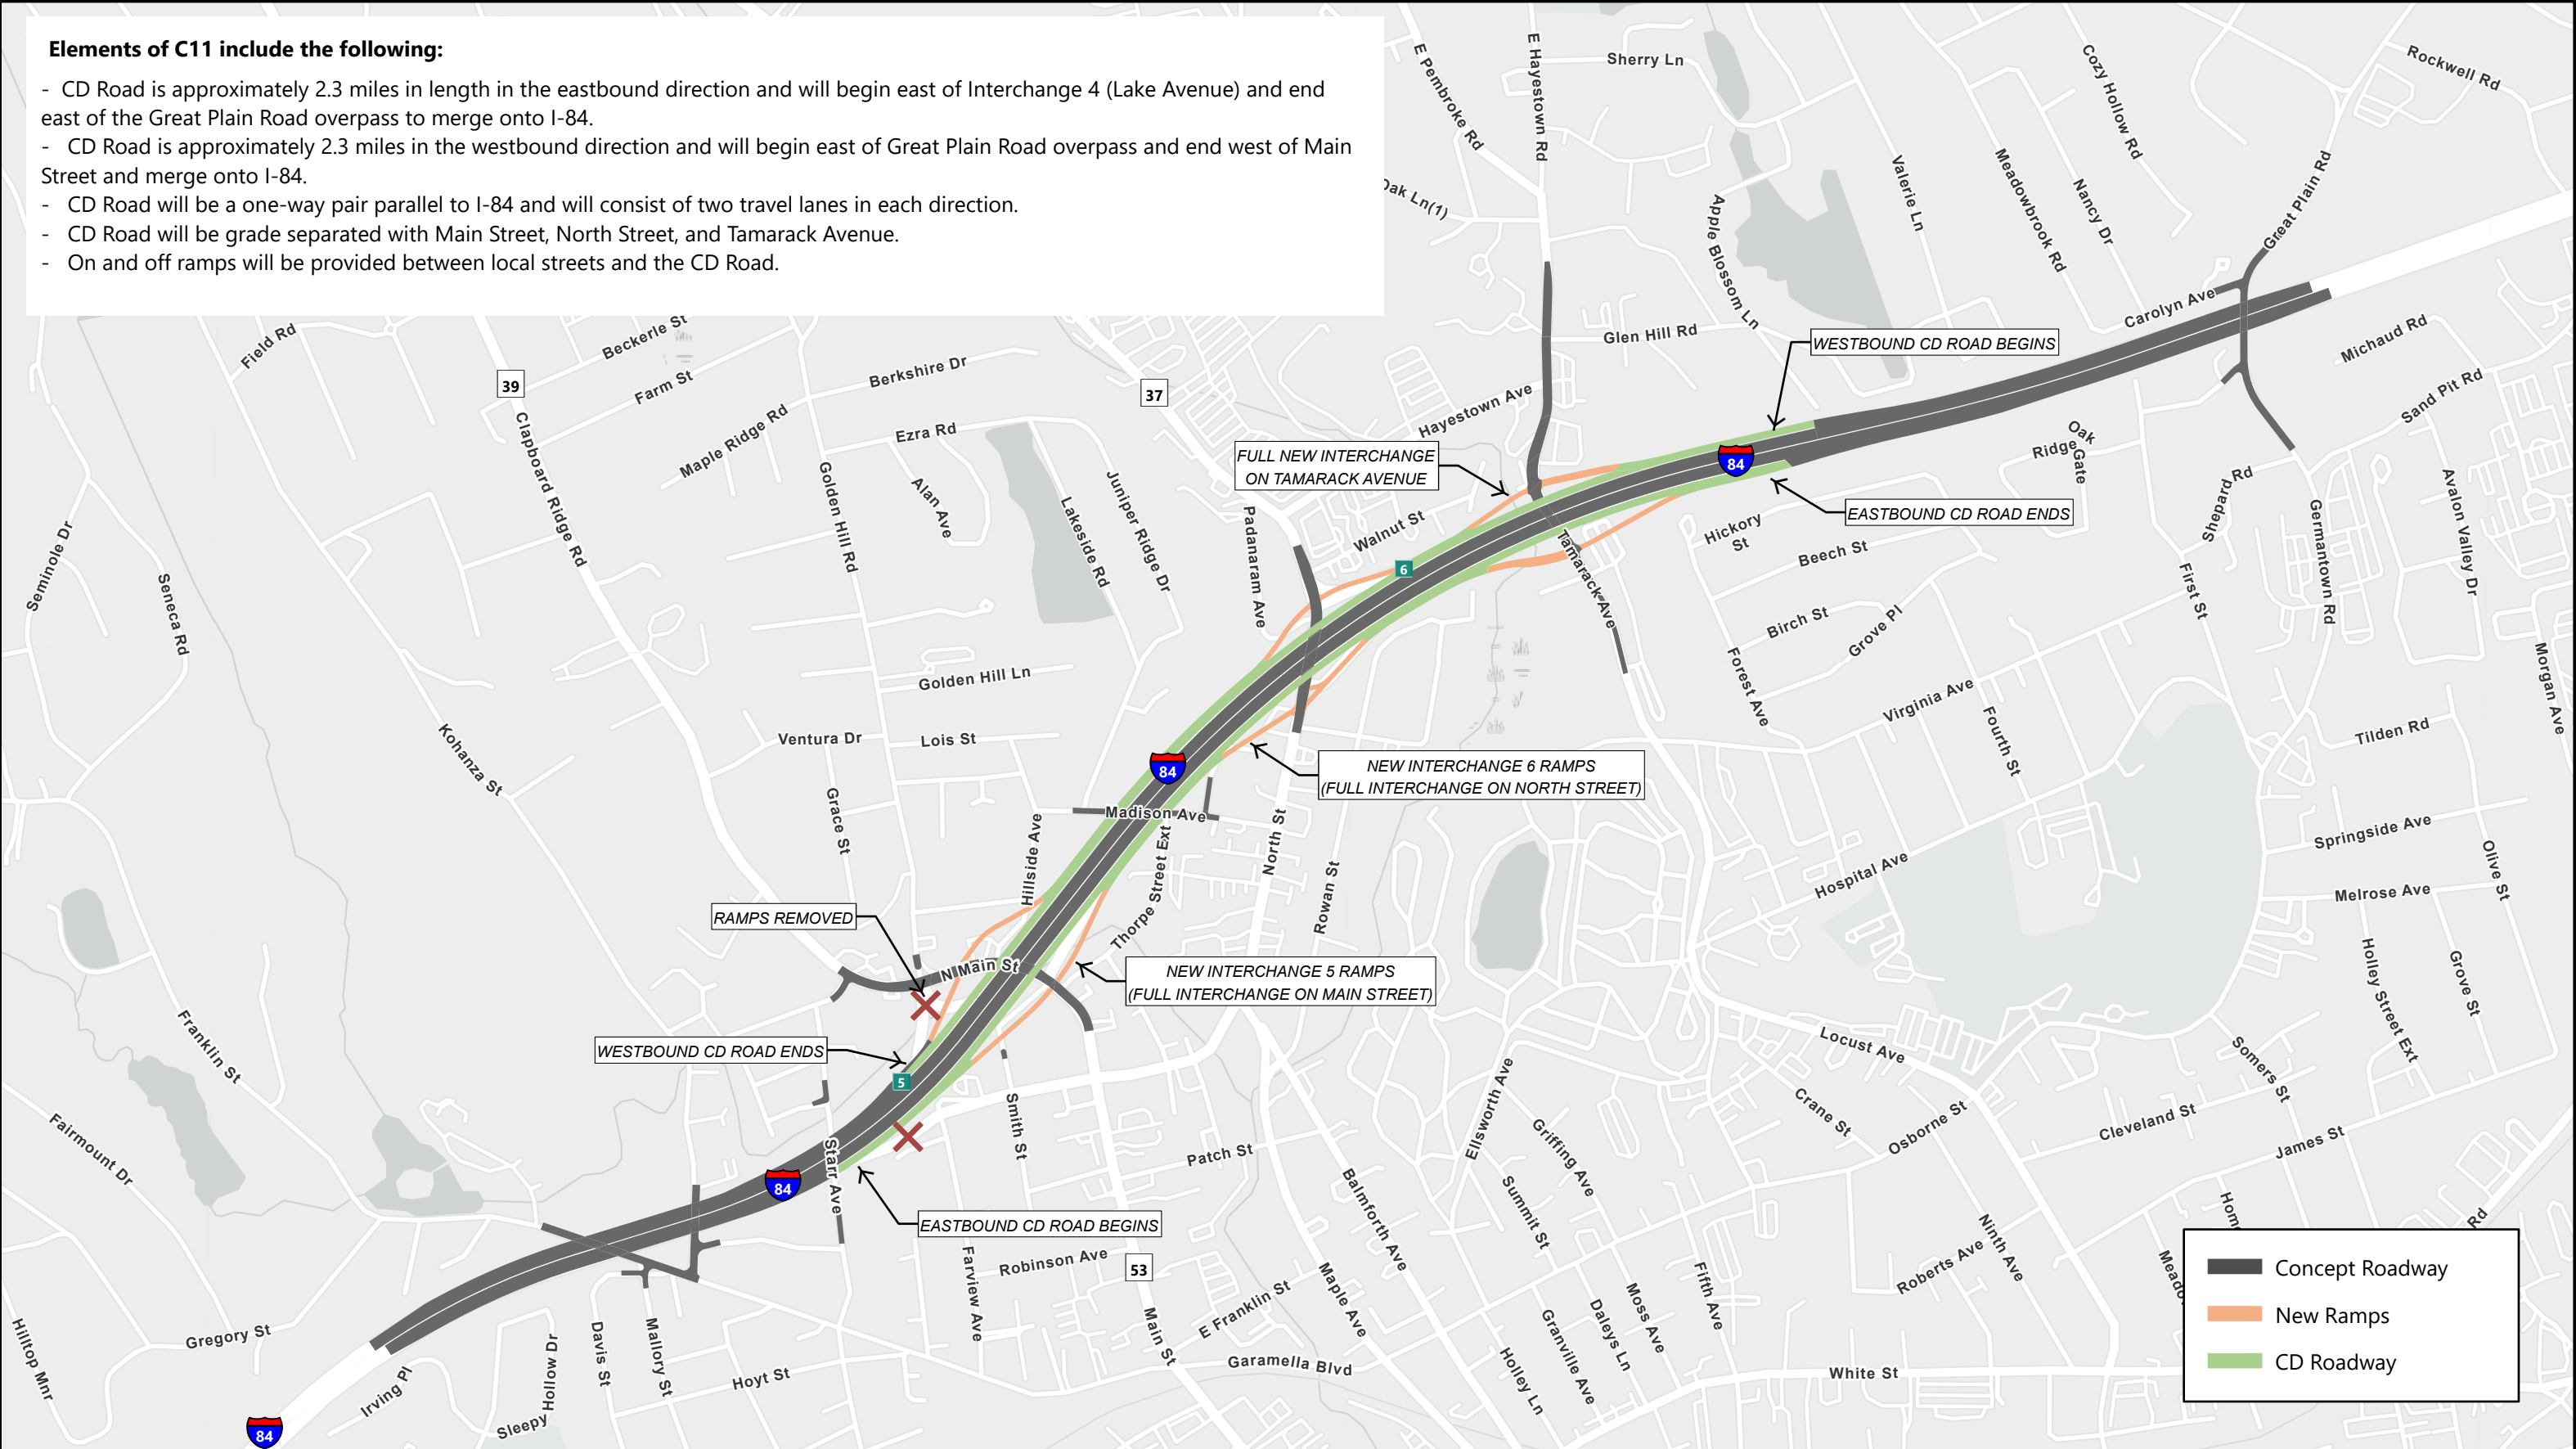 Elements of C11 include the following:
- CD Road is approximately 2.3 miles in length in the eastbound direction and will begin east of Interchange 4 (Lake Avenue) and end
east of the Great Plain Road overpass to merge onto I-84.
- CD Road is approximately 2.3 miles in the westbound direction and will begin east of Great Plain Road overpass and end west of Main
Street and merge onto I-84.
- CD Road will be a one-way pair parallel to I-84 and will consist of two travel lanes in each direction.
- CD Road will be grade separated with Main Street, North Street, and Tamarack Avenue.
- On and off ramps will be provided between local streets and the CD Road.
E Pembroke Rd
E Hayestown Rd
Sherry Ln
Cozy Hollow Rd
Rockwell Rd
Oak Ln(1)
Apple Blossom Ln
Valerie Ln
Meadowbrook Rd
Nancy Dr
Great Plain Rd
Field Rd
Beckerle St
Farm St
Berkshire Dr
39
37
Glen Hill Rd
Carolyn Ave
Michaud Rd
WESTBOUND CD ROAD BEGINS
Clapboard Ridge Rd
Maple Ridge Rd
Ezra Rd
Hayestown Ave
Sand Pit Rd
FULL NEW INTERCHANGE
ON TAMARACK AVENUE
84
Oak
Ridge
Gate
Golden Hill Rd
Alan Ave
Lakeside Rd
Juniper Ridge Dr
Padanaram Ave
Walnut St
EASTBOUND CD ROAD ENDS
Shepard Rd
Avalon Valley Dr
Germantown Rd
Seminole Dr
Seneca Rd
6
Tamarack Ave
Hickory
St
Beech St
First St
Birch St
Grove Pl
Golden Hill Ln
Forest Ave
Virginia Ave
Fourth St
Morgan Ave
Kohanza St
Ventura Dr
Lois St
84
NEW INTERCHANGE 6 RAMPS
(FULL INTERCHANGE ON NORTH STREET)
Tilden Rd
Grace St
Hillside Ave
Madison Ave
Thorpe Street Ext
North St
Rowan St
Hospital Ave
Springside Ave
Melrose Ave
Olive St
RAMPS REMOVED
N Main St
NEW INTERCHANGE 5 RAMPS
(FULL INTERCHANGE ON MAIN STREET)
Holley Street Ext
Grove St
Franklin St
WESTBOUND CD ROAD ENDS
5
Locust Ave
Somers St
Fairmount Dr
Starr Ave
Smith St
Patch St
Ellsworth Ave
Griffing Ave
Crane St
Osborne St
Cleveland St
James St
84
EASTBOUND CD ROAD BEGINS
Balmforth Ave
Summit St
Ninth Ave
Hom
Rd
Farview Ave
Robinson Ave
53
Maple Ave
Fifth Ave
Roberts Ave
Meado
Concept Roadway
New Ramps
CD Roadway
Hilltop Mnr
Gregory St
Irving Pl
Sleepy Hollow Dr
Davis St
Mallory St
Hoyt St
Main St
E Franklin St
Garamella Blvd
Holley Ln
Granville Ave
Daleys Ln
Moss Ave
White St
84